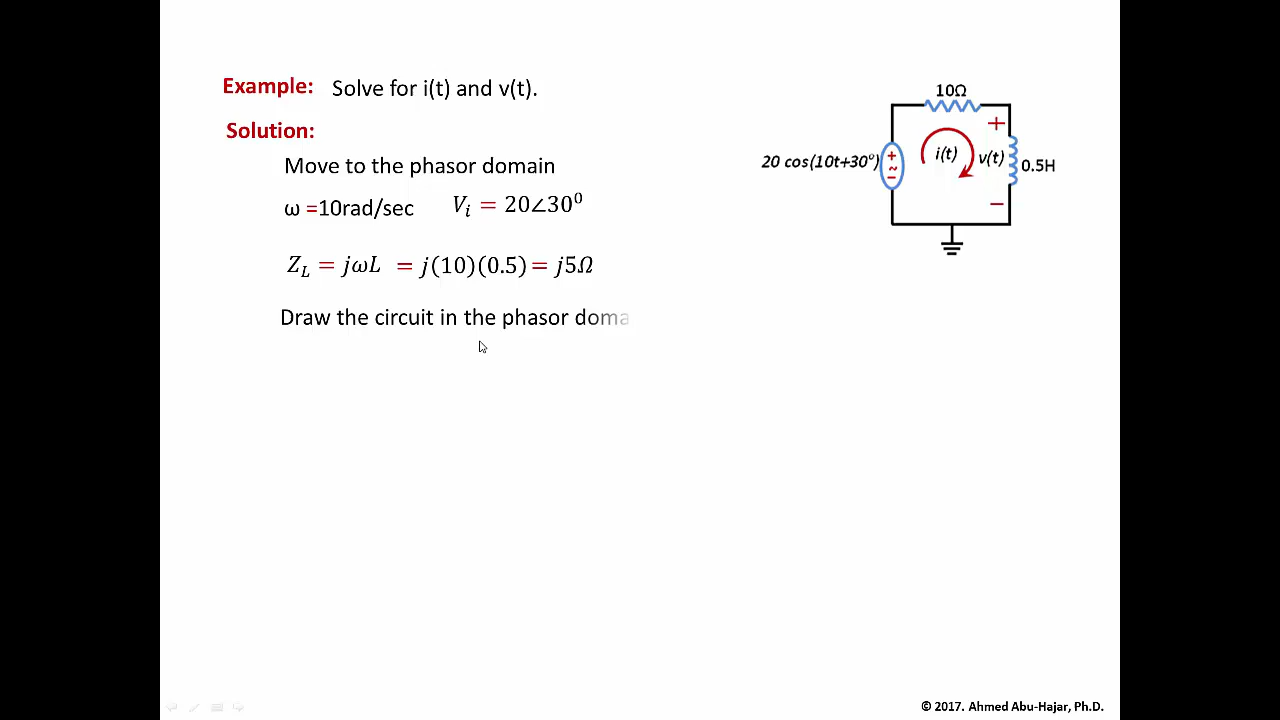 Example: Solve for i(t) and v(t).
Solution:
Move to the phasor domain
ω =10rad/sec V_i = 20∠30⁰
Z_L = jωL = j(10)(0.5) = j5Ω
Draw the circuit in the phasor doma
10Ω
+
20 cos(10t+30°)
+
~
−
i(t)
v(t)
0.5H
−
© 2017. Ahmed Abu-Hajar, Ph.D.